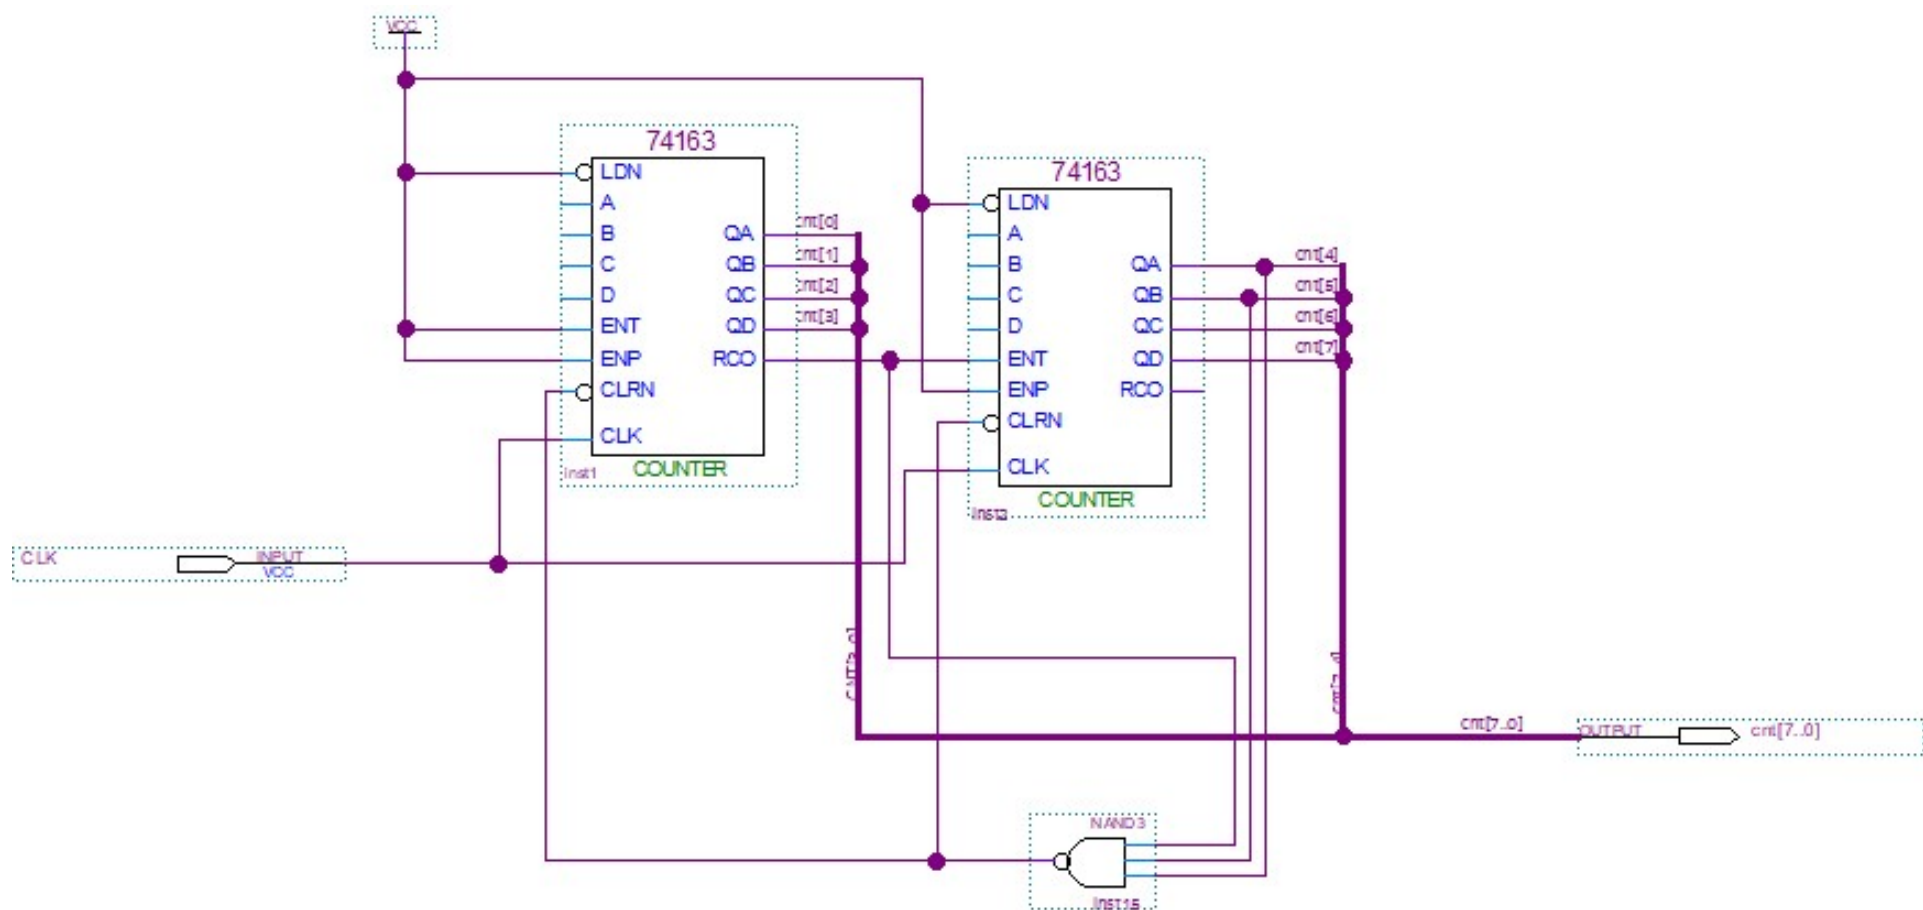 VCC
74163
LDN
A
B
C
D
ENT
ENP
CLRN
CLK
QA
QB
QC
QD
RCO
COUNTER
inst1
cnt[0]
cnt[1]
cnt[2]
cnt[3]
74163
LDN
A
B
C
D
ENT
ENP
CLRN
CLK
QA
QB
QC
QD
RCO
COUNTER
cnt[4]
cnt[5]
cnt[6]
cnt[7]
CLK
INPUT
VCC
cnt[7..0]
OUTPUT
cnt[7..0]
NAND3
inst15